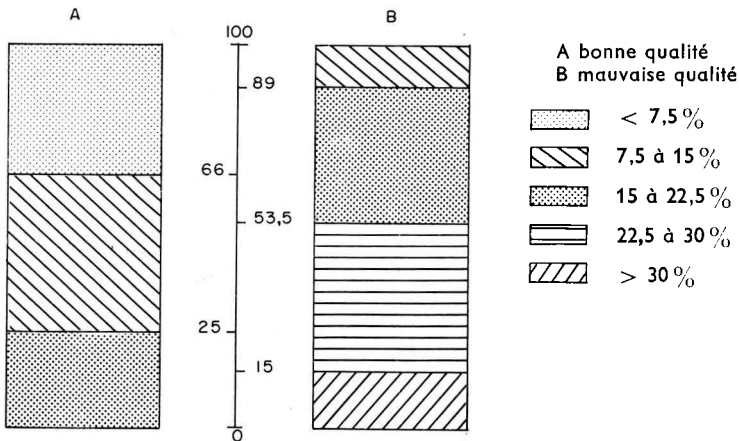 A
B
100
89
66
53,5
25
15
0
A bonne qualité
B mauvaise qualité
< 7,5%
7,5 à 15%
15 à 22,5%
22,5 à 30%
> 30%